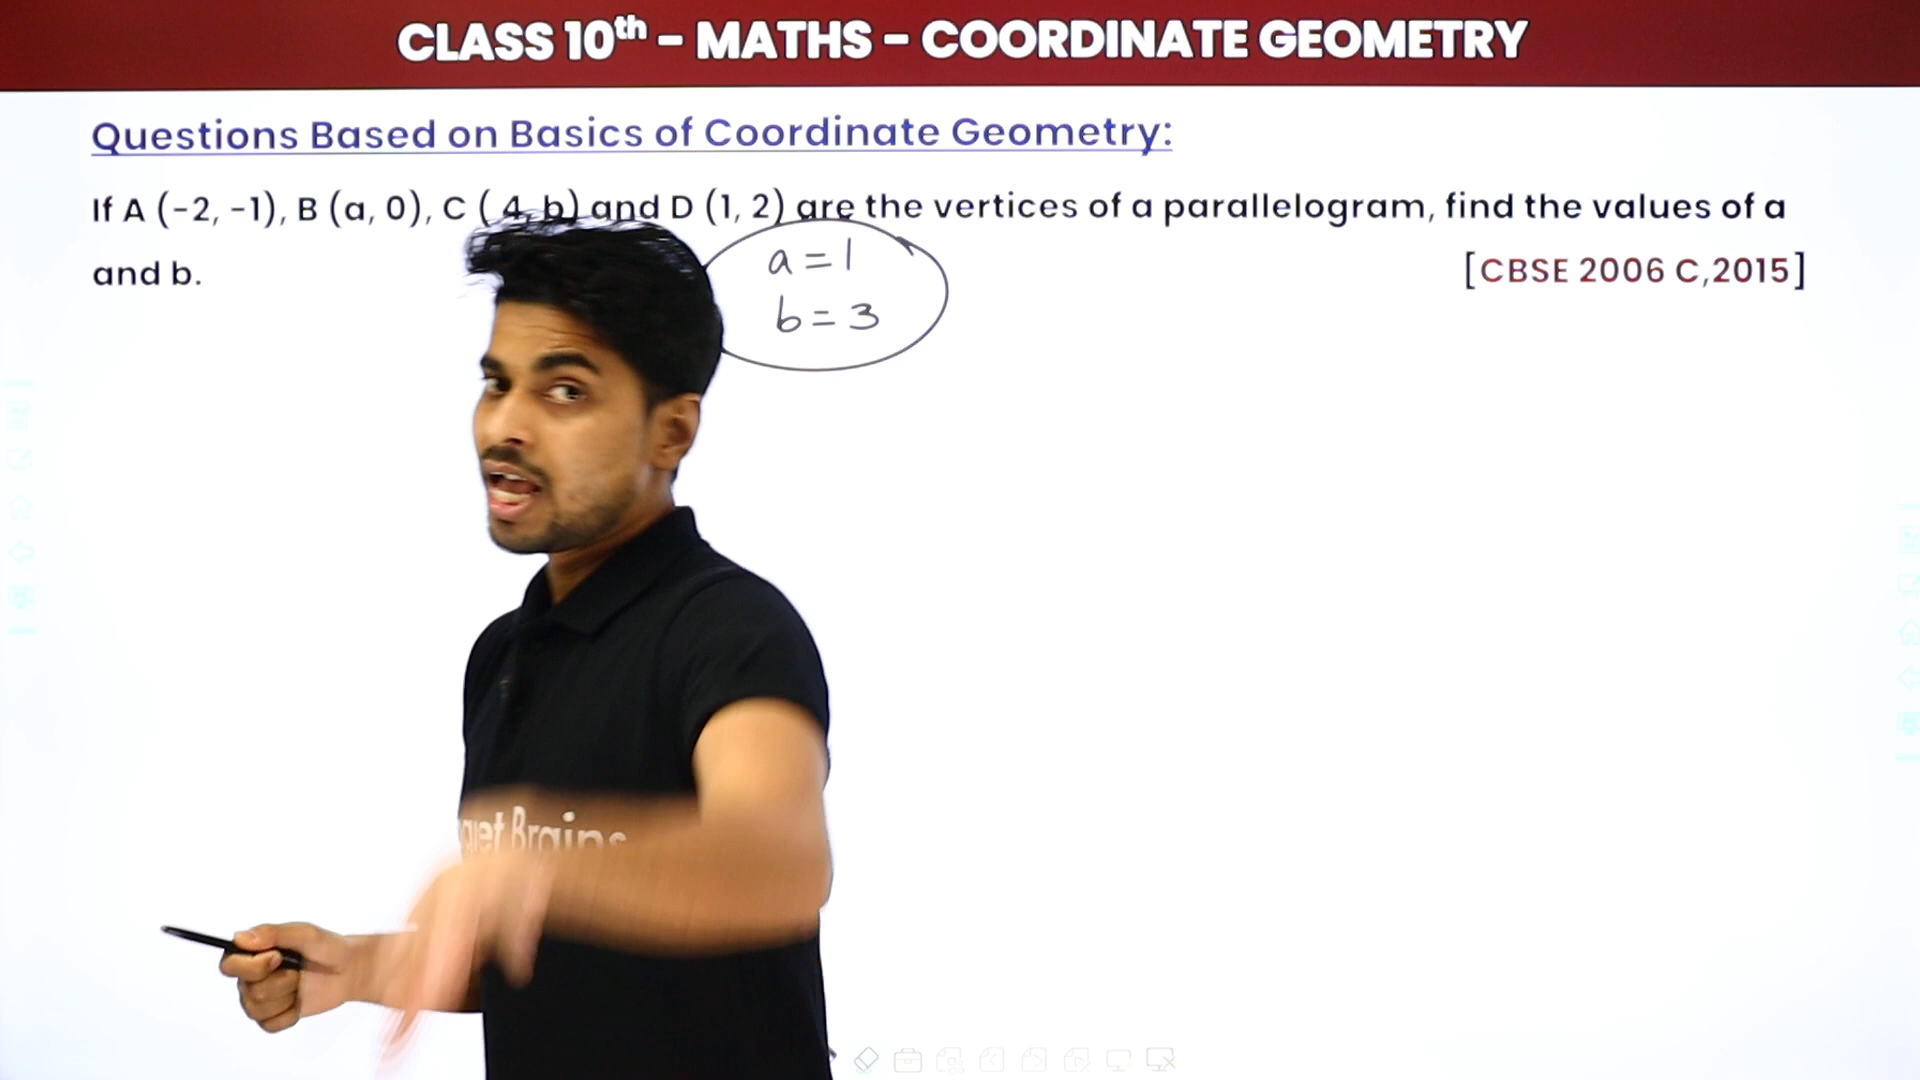 CLASS 10th - MATHS - COORDINATE GEOMETRY
Questions Based on Basics of Coordinate Geometry:
If A (-2, -1), B (a, 0), C ( 4, b) and D (1, 2) are the vertices of a parallelogram, find the values of a
and b. [CBSE 2006 C,2015]
a = 1
b = 3
Brains